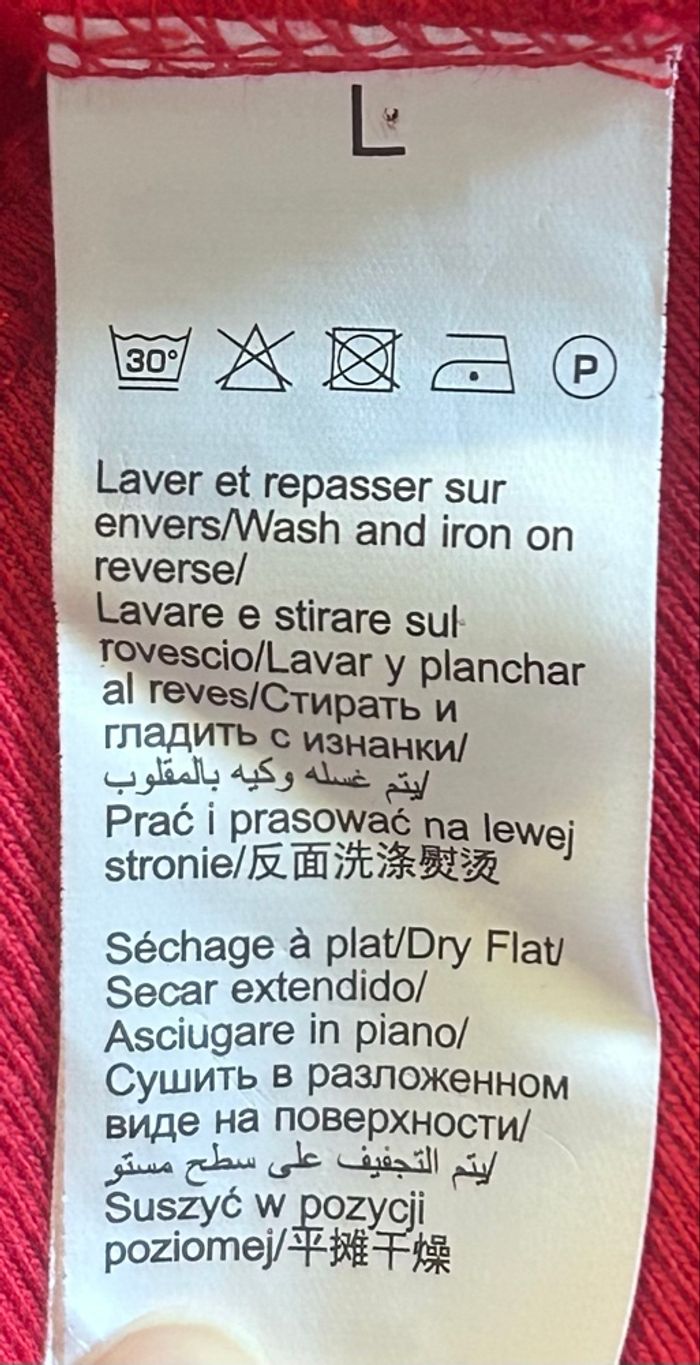 L
30°
P
Laver et repasser sur
envers/Wash and iron on
reverse/
Lavare e stirare sul
rovescio/Lavar y planchar
al reves/Стирать и
гладить с изнанки/
يتم غسله وكيه بالمقلوب/
Prać i prasować na lewej
stronie/反面洗涤熨烫
Séchage à plat/Dry Flat/
Secar extendido/
Asciugare in piano/
Сушить в разложенном
виде на поверхности/
يتم التجفيف على سطح مستو/
Suszyć w pozycji
poziomej/平摊干燥